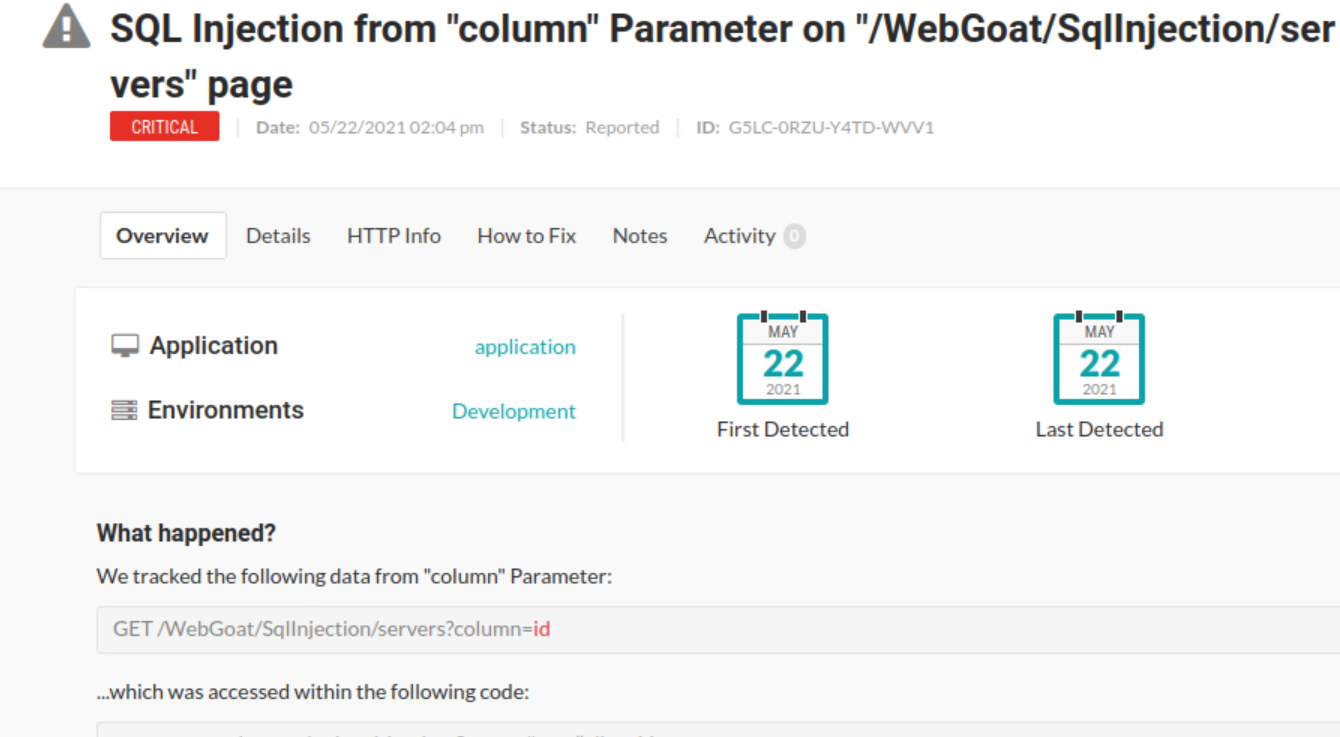 SQL Injection from "column" Parameter on "/WebGoat/SqlInjection/ser
vers" page
CRITICAL Date: 05/22/2021 02:04 pm Status: Reported ID: G5LC-0RZU-Y4TD-WVV1
Overview Details HTTP Info How to Fix Notes Activity 0
Application application
Environments Development
MAY
22
2021
First Detected
MAY
22
2021
Last Detected
What happened?
We tracked the following data from "column" Parameter:
GET /WebGoat/SqlInjection/servers?column=id
...which was accessed within the following code: